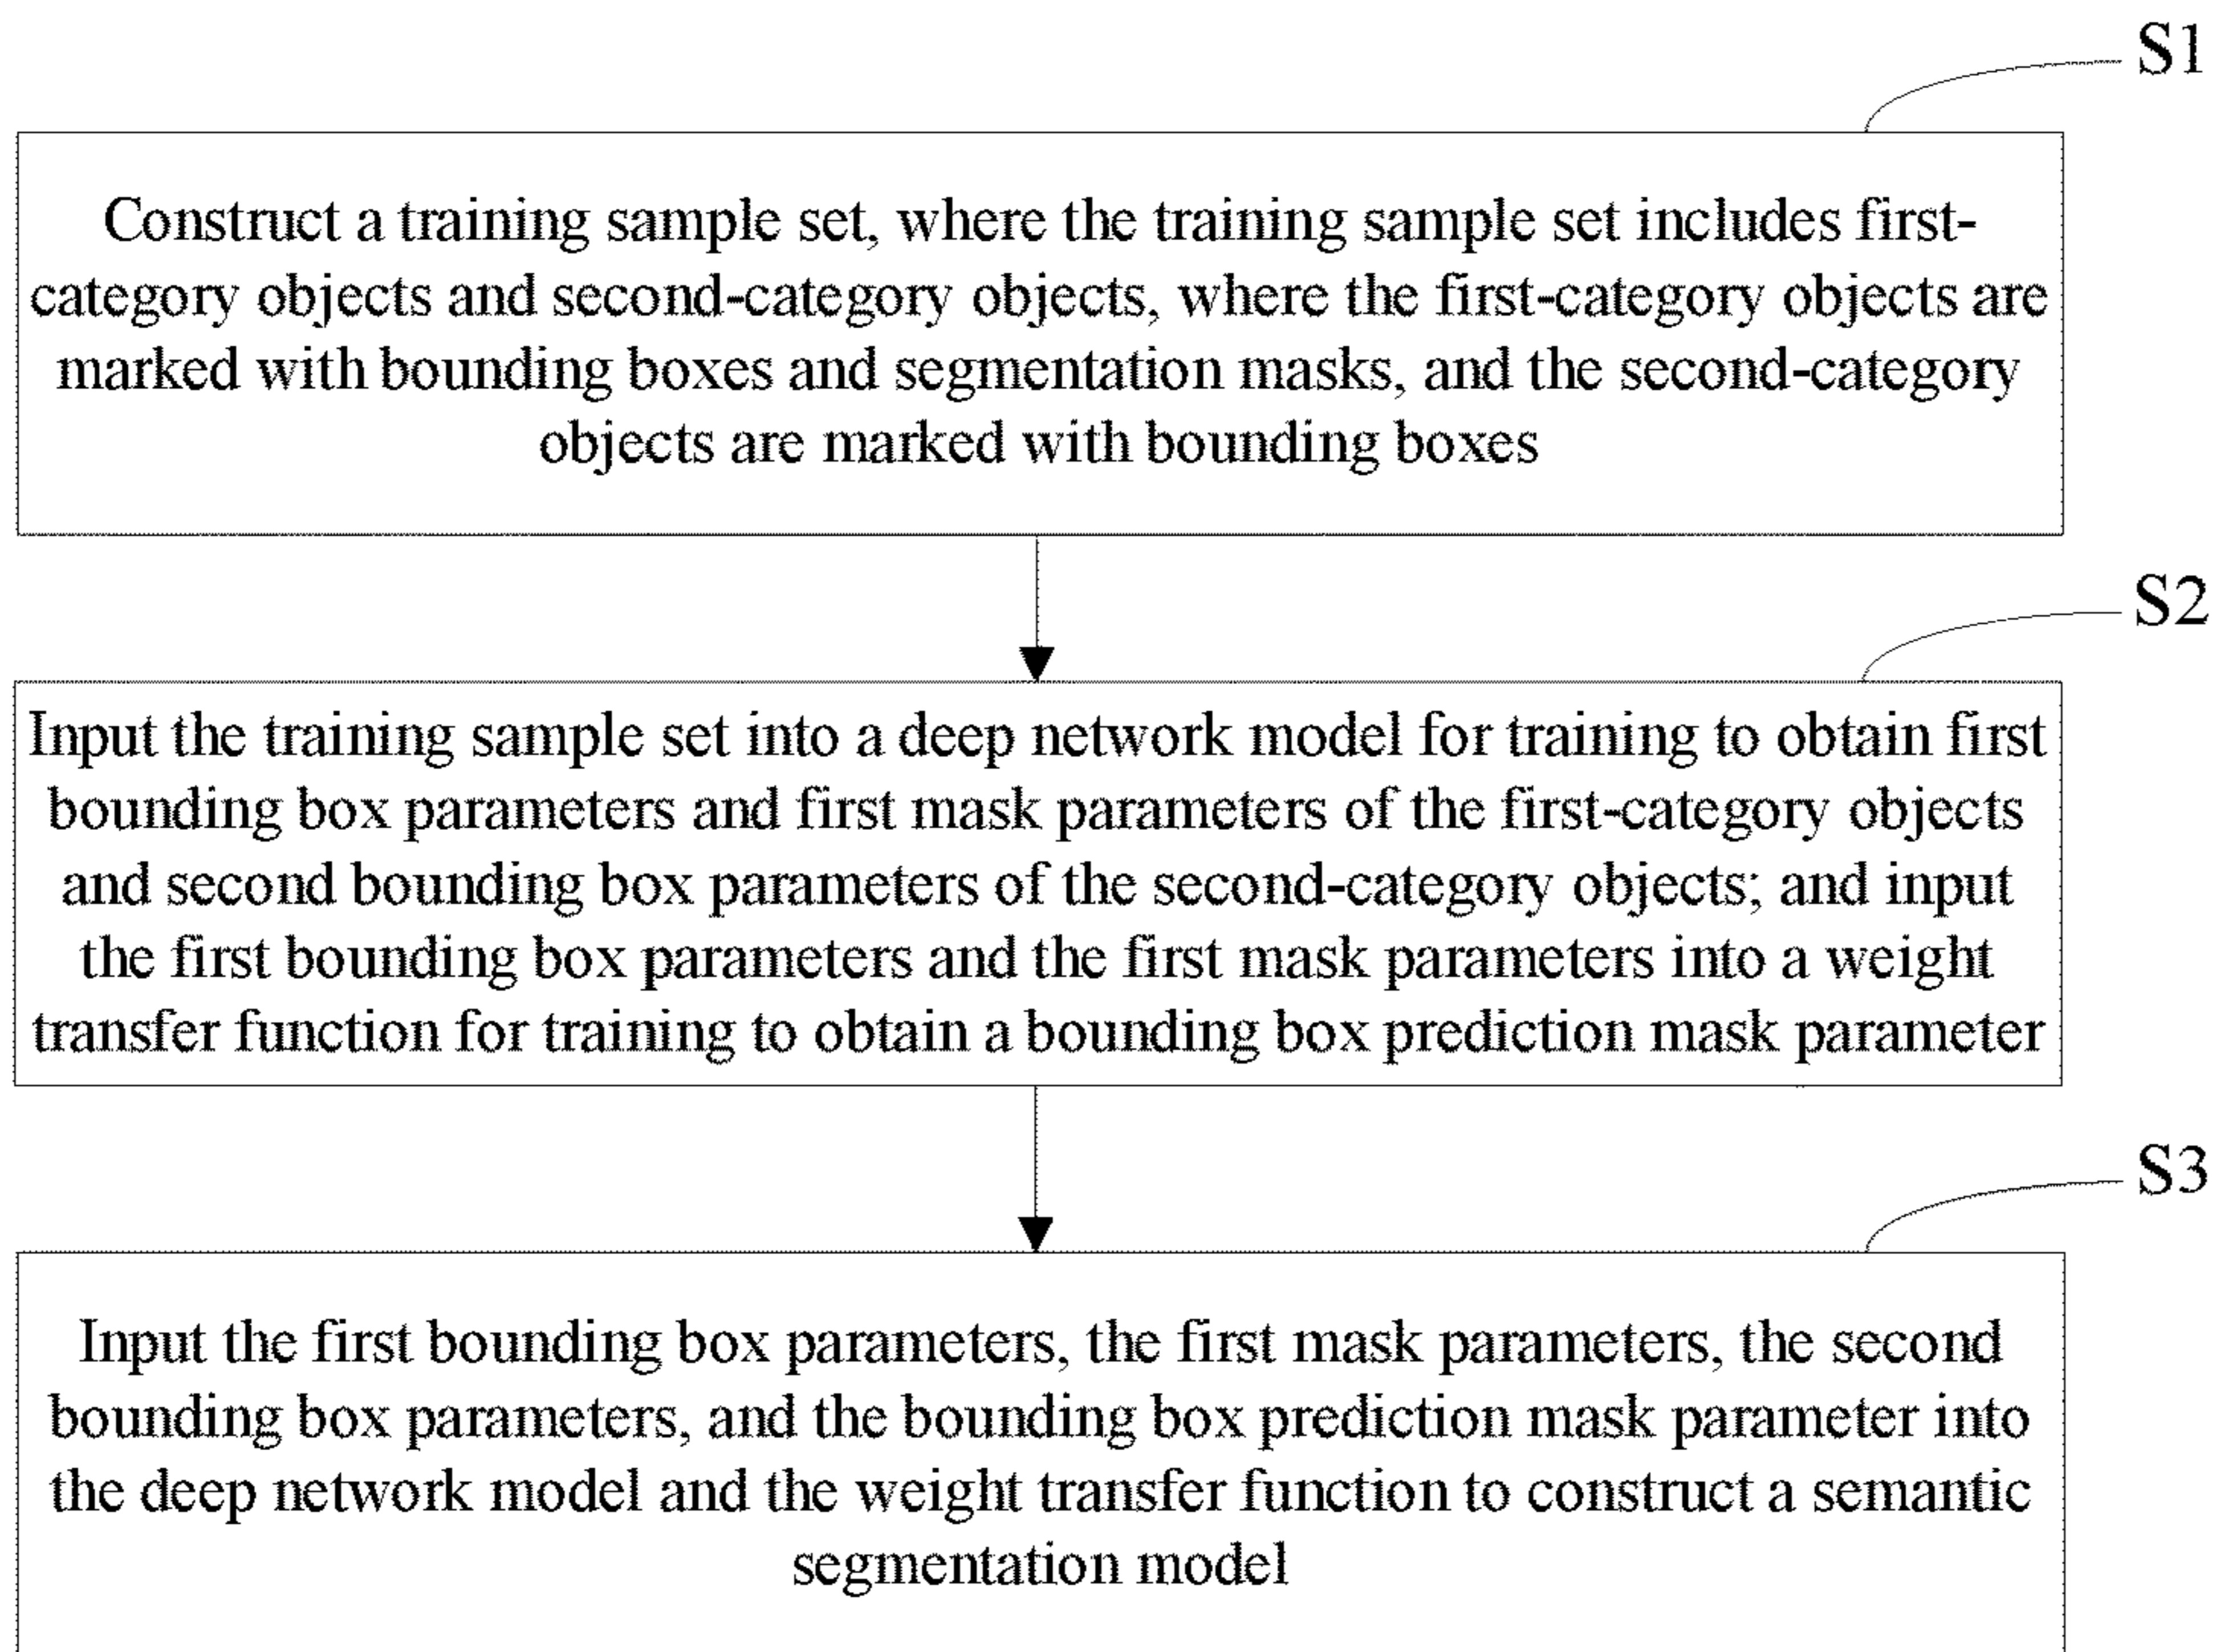 S1
Construct a training sample set, where the training sample set includes first-
category objects and second-category objects, where the first-category objects are
marked with bounding boxes and segmentation masks, and the second-category
objects are marked with bounding boxes
S2
Input the training sample set into a deep network model for training to obtain first
bounding box parameters and first mask parameters of the first-category objects
and second bounding box parameters of the second-category objects; and input
the first bounding box parameters and the first mask parameters into a weight
transfer function for training to obtain a bounding box prediction mask parameter
S3
Input the first bounding box parameters, the first mask parameters, the second
bounding box parameters, and the bounding box prediction mask parameter into
the deep network model and the weight transfer function to construct a semantic
segmentation model